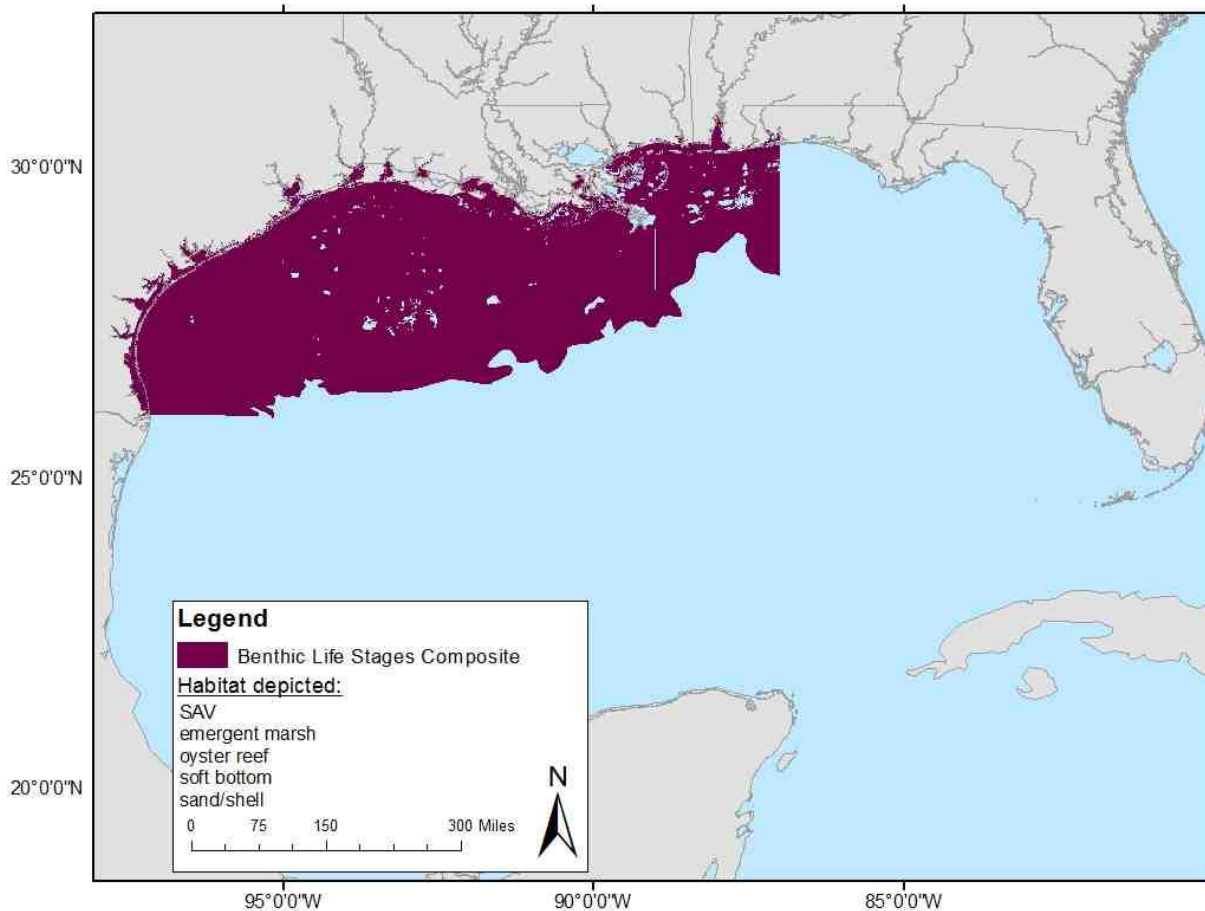 30°0'0"N
25°0'0"N
20°0'0"N
Legend
Benthic Life Stages Composite
Habitat depicted:
SAV
emergent marsh
oyster reef
soft bottom
sand/shell
0 75 150 300 Miles
N
95°0'0"W 90°0'0"W 85°0'0"W